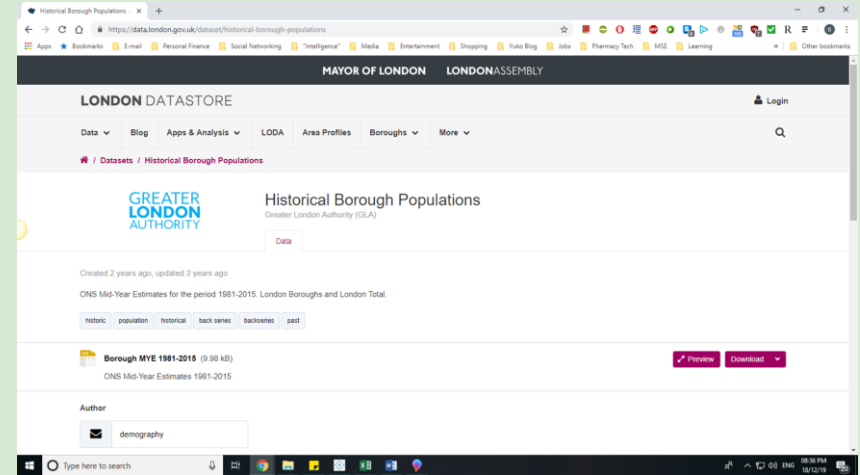 Historical Borough Populations -
https://data.london.gov.uk/dataset/historical-borough-populations
Apps Bookmarks E-mail Personal Finance Social Networking "Intelligence" Media Entertainment Shopping Yuko Blog Jobs Pharmacy Tech MSE Learning » Other bookmarks
MAYOR OF LONDON LONDONASSEMBLY
LONDON DATASTORE Login
Data Blog Apps & Analysis LODA Area Profiles Boroughs More
/ Datasets / Historical Borough Populations
GREATER
LONDON
AUTHORITY
Historical Borough Populations
Greater London Authority (GLA)
Data
Created 2 years ago, updated 2 years ago
ONS Mid-Year Estimates for the period 1981-2015. London Boroughs and London Total.
historic population historical back series backseries past
Borough MYE 1981-2015 (9.98 kB) Preview Download
ONS Mid-Year Estimates 1981-2015
Author
demography
Type here to search ENG 08:36 PM
18/12/19